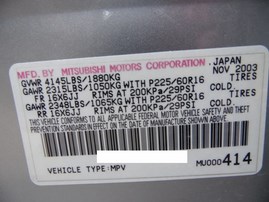 MFD. BY MITSUBISHI MOTORS CORPORATION, JAPAN
GVWR 4145LBS/1880KG NOV 2003
GAWR 2315LBS/1050KG WITH P225/60R16
FR 16X6JJ RIMS AT 200KPa/29PSI COLD.
GAWR 2348LBS/1065KG WITH P225/60R16
RR 16X6JJ RIMS AT 200KPa/29PSI COLD.
THIS VEHICLE CONFORMS TO ALL APPLICABLE
FEDERAL MOTOR VEHICLE SAFETY AND THEFT
PREVENTION STANDARDS IN EFFECT ON THE DATE
OF MANUFACTURE SHOWN ABOVE.
VEHICLE TYPE:MPV
MU000414